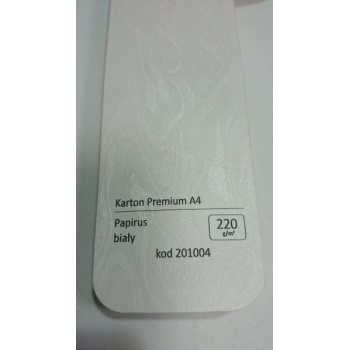 Karton Premium A4
Papirus
biały
220
g/m²
kod 201004